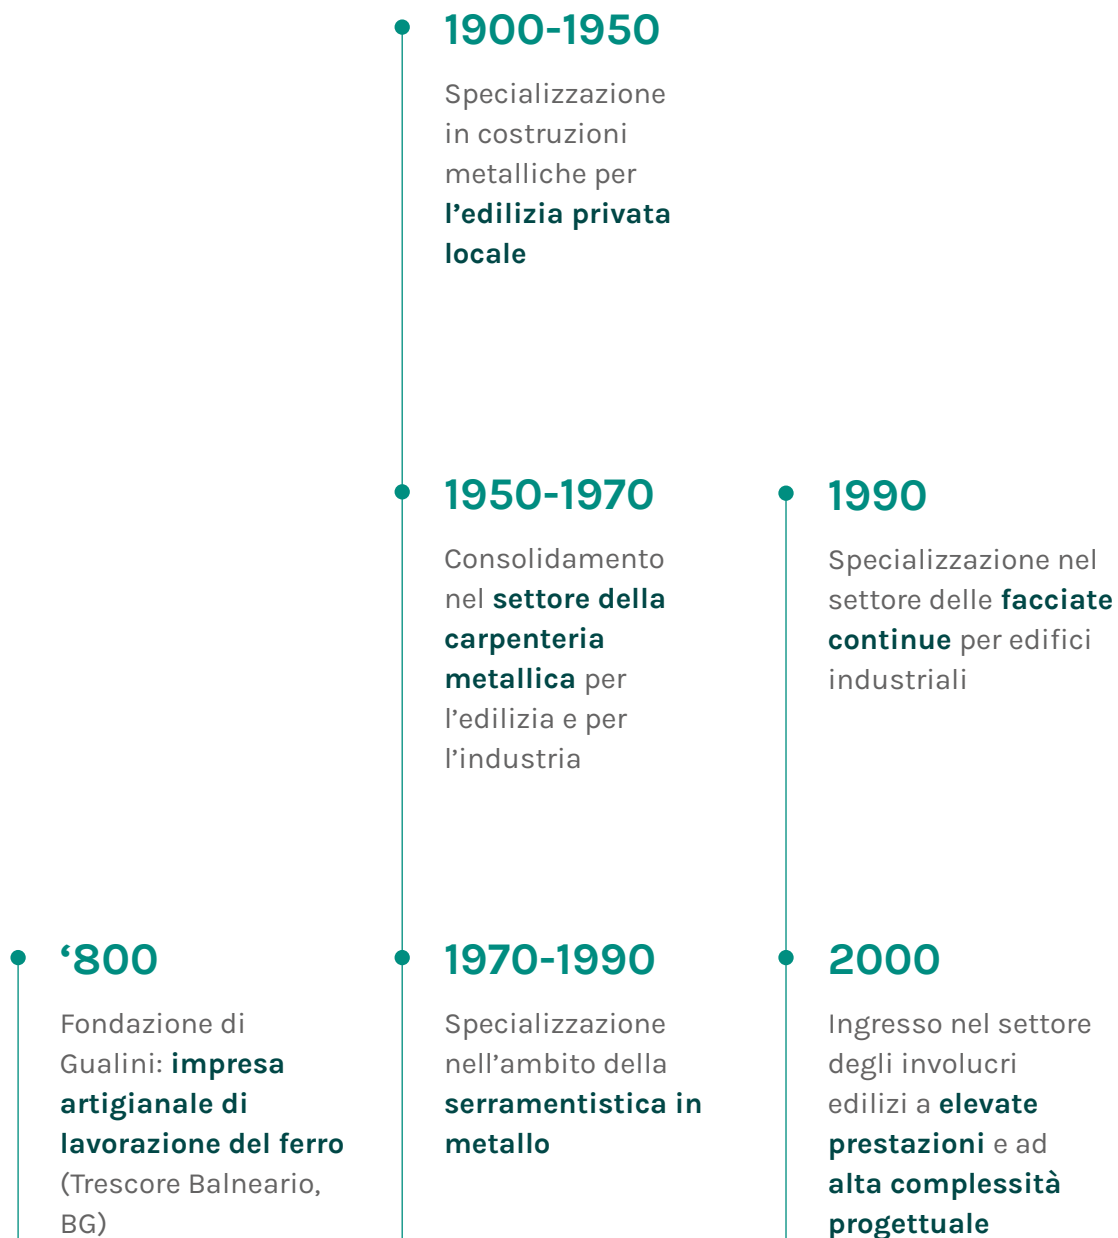 ‘800
Fondazione di
Gualini: impresa
artigianale di
lavorazione del ferro
(Trescore Balneario,
BG)
1900-1950
Specializzazione
in costruzioni
metalliche per
l’edilizia privata
locale
1950-1970
Consolidamento
nel settore della
carpenteria
metallica per
l’edilizia e per
l’industria
1970-1990
Specializzazione
nell’ambito della
serramentistica in
metallo
1990
Specializzazione nel
settore delle facciate
continue per edifici
industriali
2000
Ingresso nel settore
degli involucri
edilizi a elevate
prestazioni e ad
alta complessità
progettuale